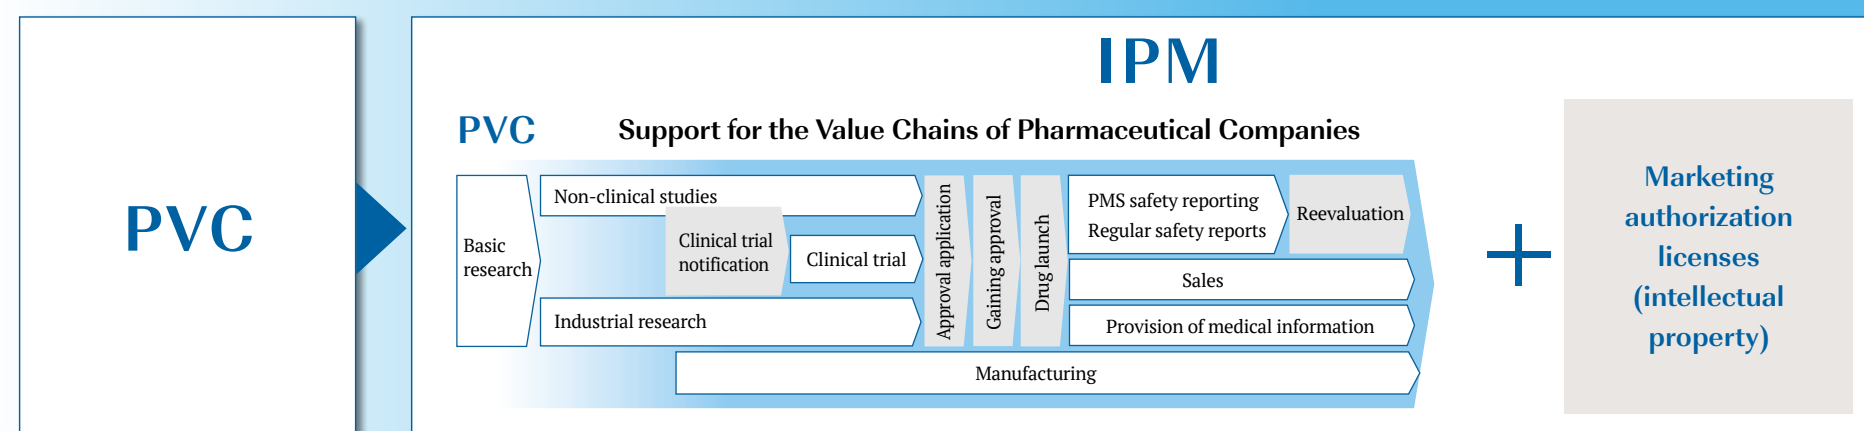 PVC
IPM
PVC
Support for the Value Chains of Pharmaceutical Companies
Basic
research
Non-clinical studies
Clinical trial
notification
Clinical trial
Industrial research
Approval application
Gaining approval
Drug launch
PMS safety reporting
Regular safety reports
Reevaluation
Sales
Provision of medical information
Manufacturing
+
Marketing
authorization
licenses
(intellectual
property)